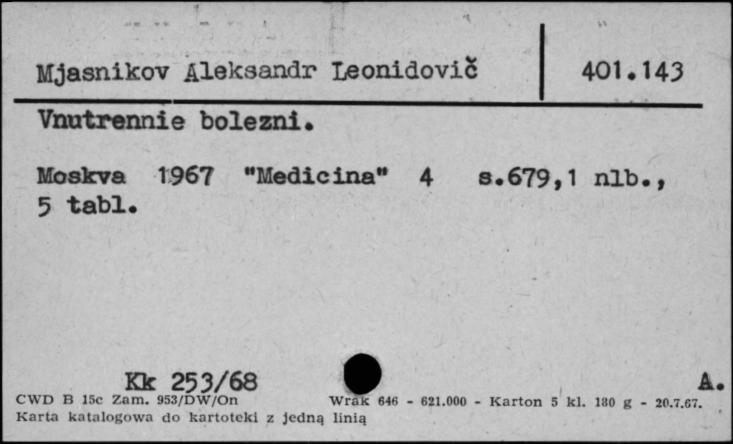 Mjasnikov Aleksandr Leonidovič 401.143
Vnutrennie bolezni.
Moskva 1967 "Medicina" 4 s.679,1 nlb.,
5 tabl.
Kk 253/68 A.
CWD B 15c Zam. 953/DW/On Wrak 646 - 621.000 - Karton 5 kl. 180 g - 20.7.67.
Karta katalogowa do kartoteki z jedną linią